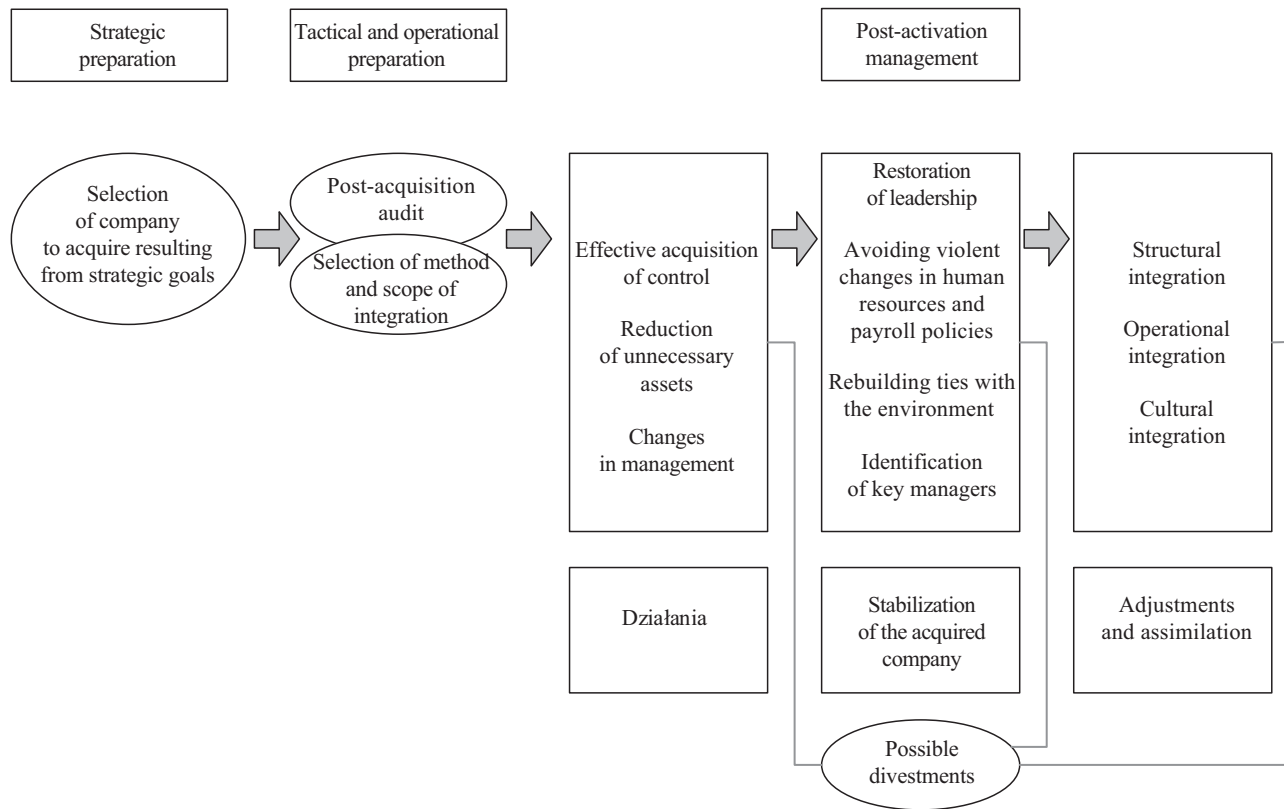 Strategic
preparation
Tactical and operational
preparation
Post-activation
management
Selection
of company
to acquire resulting
from strategic goals
Post-acquisition
audit
Selection of method
and scope of
integration
Effective acquisition
of control
Reduction
of unnecessary
assets
Changes
in management
Restoration
of leadership
Avoiding violent
changes in human
resources and
payroll policies
Rebuilding ties with
the environment
Identification
of key managers
Structural
integration
Operational
integration
Cultural
integration
Działania
Stabilization
of the acquired
company
Adjustments
and assimilation
Possible
divestments